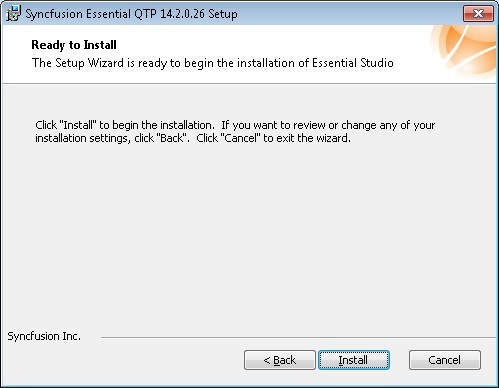 Syncfusion Essential QTP 14.2.0.26 Setup
Ready to Install
The Setup Wizard is ready to begin the installation of Essential Studio
Click "Install" to begin the installation.  If you want to review or change any of your
installation settings, click "Back".  Click "Cancel" to exit the wizard.
Syncfusion Inc.
< Back
Install
Cancel